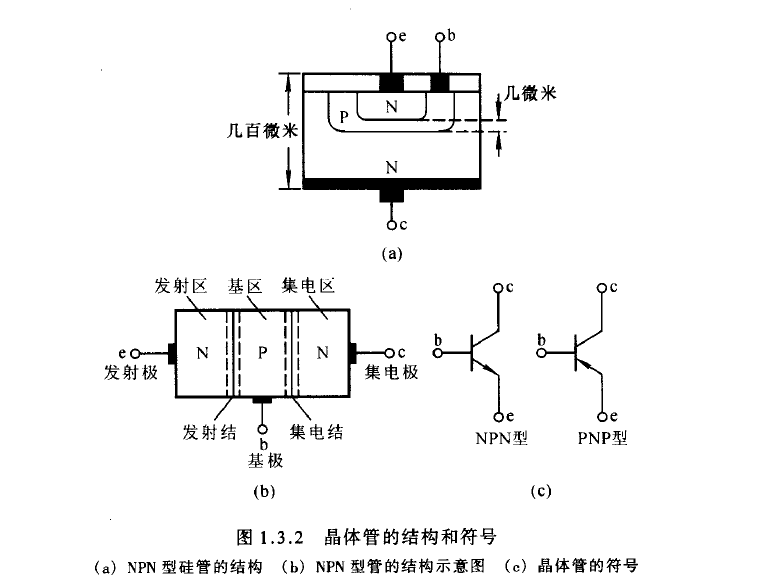 e b
几微米
N
P
几百微米
N
c
(a)
发射区 基区 集电区
c c
e N P N c b b
发射极 集电极
发射结 集电结
b e e
基极 NPN型 PNP型
(b) (c)
图 1.3.2 晶体管的结构和符号
(a) NPN 型硅管的结构 (b) NPN 型管的结构示意图 (c) 晶体管的符号